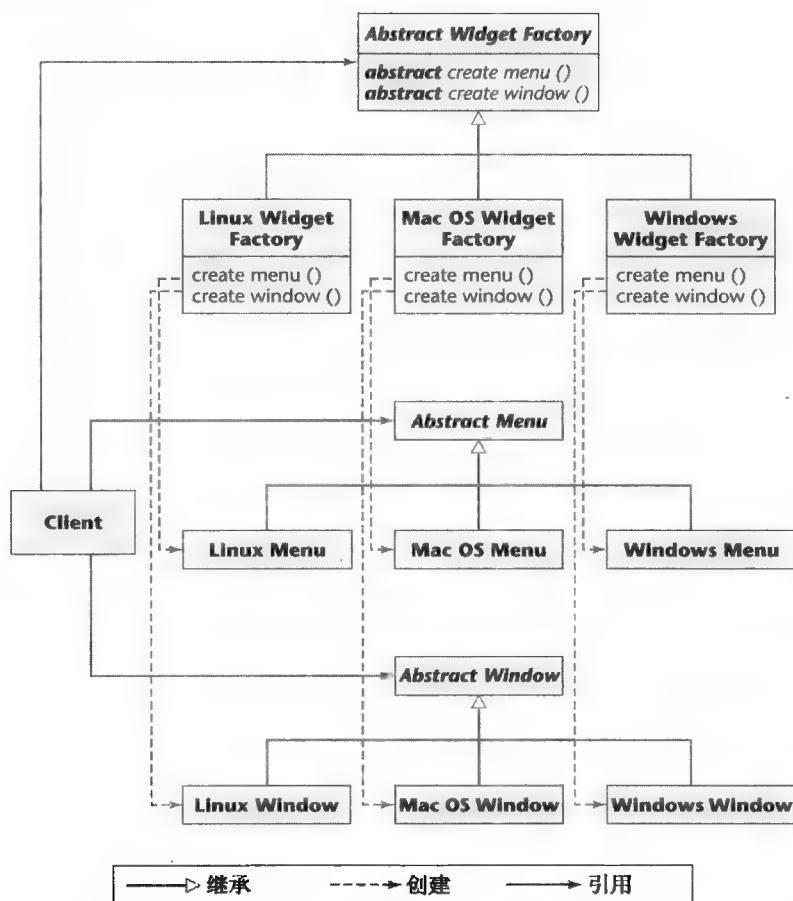 Abstract Widget Factory
abstract create menu ()
abstract create window ()
Linux Widget
Factory
create menu ()
create window ()
Mac OS Widget
Factory
create menu ()
create window ()
Windows
Widget Factory
create menu ()
create window ()
Abstract Menu
Client
Linux Menu
Mac OS Menu
Windows Menu
Abstract Window
Linux Window
Mac OS Window
Windows Window
继承
创建
引用